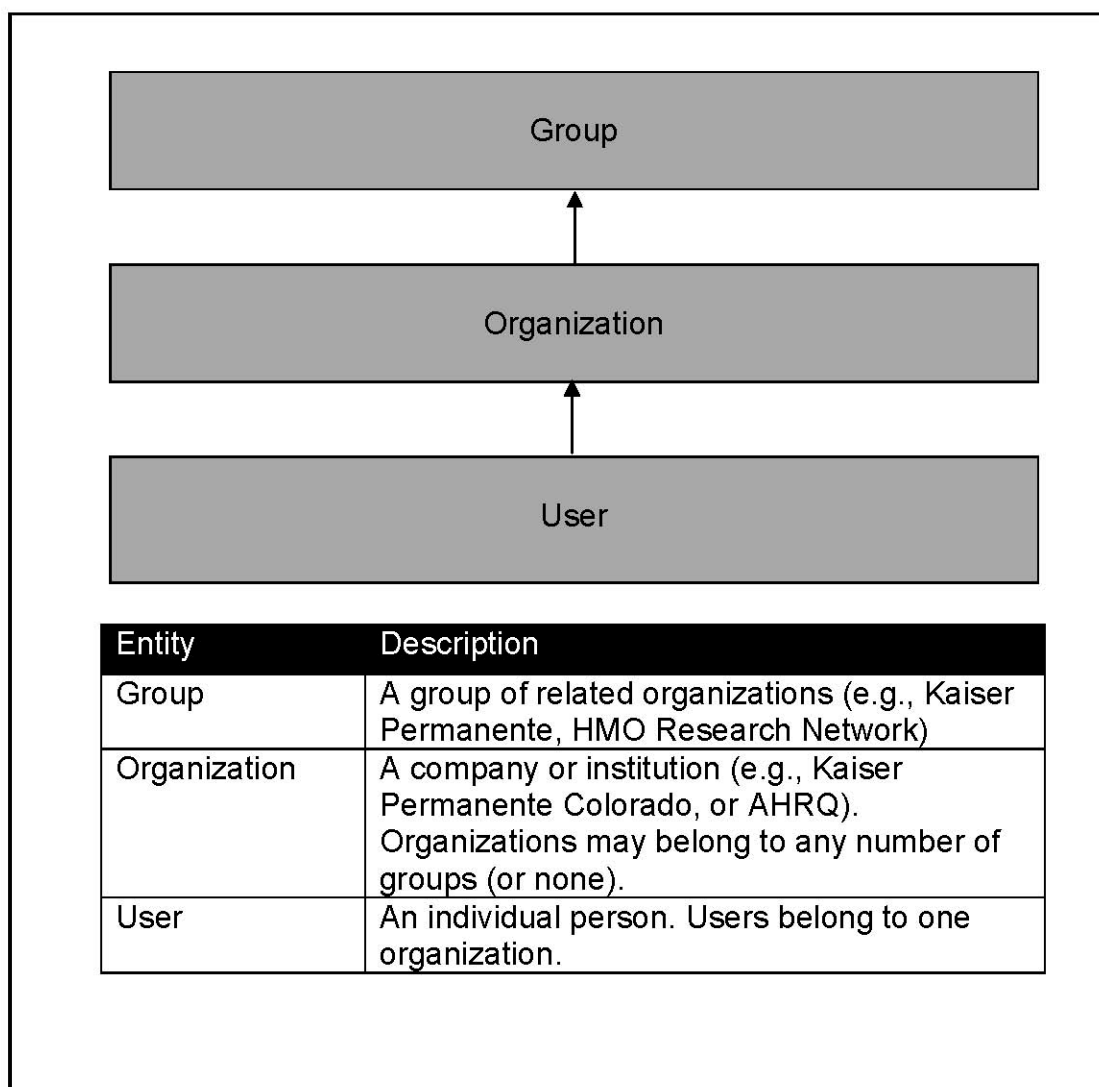 Group
Organization
User
Entity Description
Group A group of related organizations (e.g., Kaiser
Permanente, HMO Research Network)
Organization A company or institution (e.g., Kaiser
Permanente Colorado, or AHRQ).
Organizations may belong to any number of
groups (or none).
User An individual person. Users belong to one
organization.